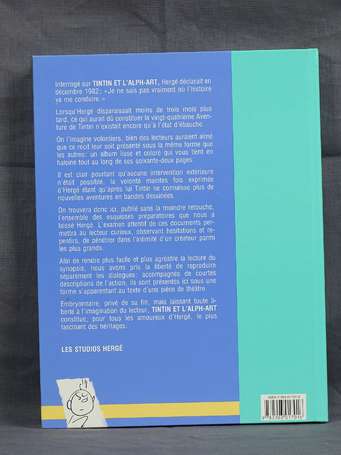 Interrogé sur TINTIN ET L'ALPH-ART, Hergé déclarait en
décembre 1982: «Je ne sais pas vraiment où l'histoire
va me conduire.»
Lorsqu'Hergé disparaissait moins de trois mois plus
tard, ce qui aurait dû constituer la vingt-quatrième Aven-
ture de Tintin n'existait encore qu'à l'état d'ébauche.
On l'imagine volontiers, bien des lecteurs auraient aimé
que ce récit leur soit présenté sous la même forme que
les autres: un album lisse et coloré qui vous tient en
haleine tout au long de ses soixante-deux pages.
Il est clair pourtant qu'aucune intervention extérieure
n'était possible, la volonté maintes fois exprimée
d'Hergé étant qu'après lui Tintin ne connaisse plus de
nouvelles aventures en bandes dessinées.
On trouvera donc ici, publié sans la moindre retouche,
l'ensemble des esquisses préparatoires que nous a
laissé Hergé. L'examen attentif de ces documents per-
mettra au lecteur curieux, observant hésitations et re-
pentirs, de pénétrer dans l'intimité d'un créateur parmi
les plus grands.
Afin de rendre plus facile et plus agréable la lecture du
synopsis, nous avons pris la liberté de reproduire
séparément les dialogues: accompagnés de courtes
descriptions de l'action, ils sont présentés ici sous une
forme s'apparentant au texte d'une pièce de théâtre.
Embryonnaire, privé de sa fin, mais laissant toute li-
berté à l'imagination du lecteur, TINTIN ET L'ALPH-ART
constitue, pour tous les amoureux d'Hergé, le plus
fascinant des héritages.
LES STUDIOS HERGÉ